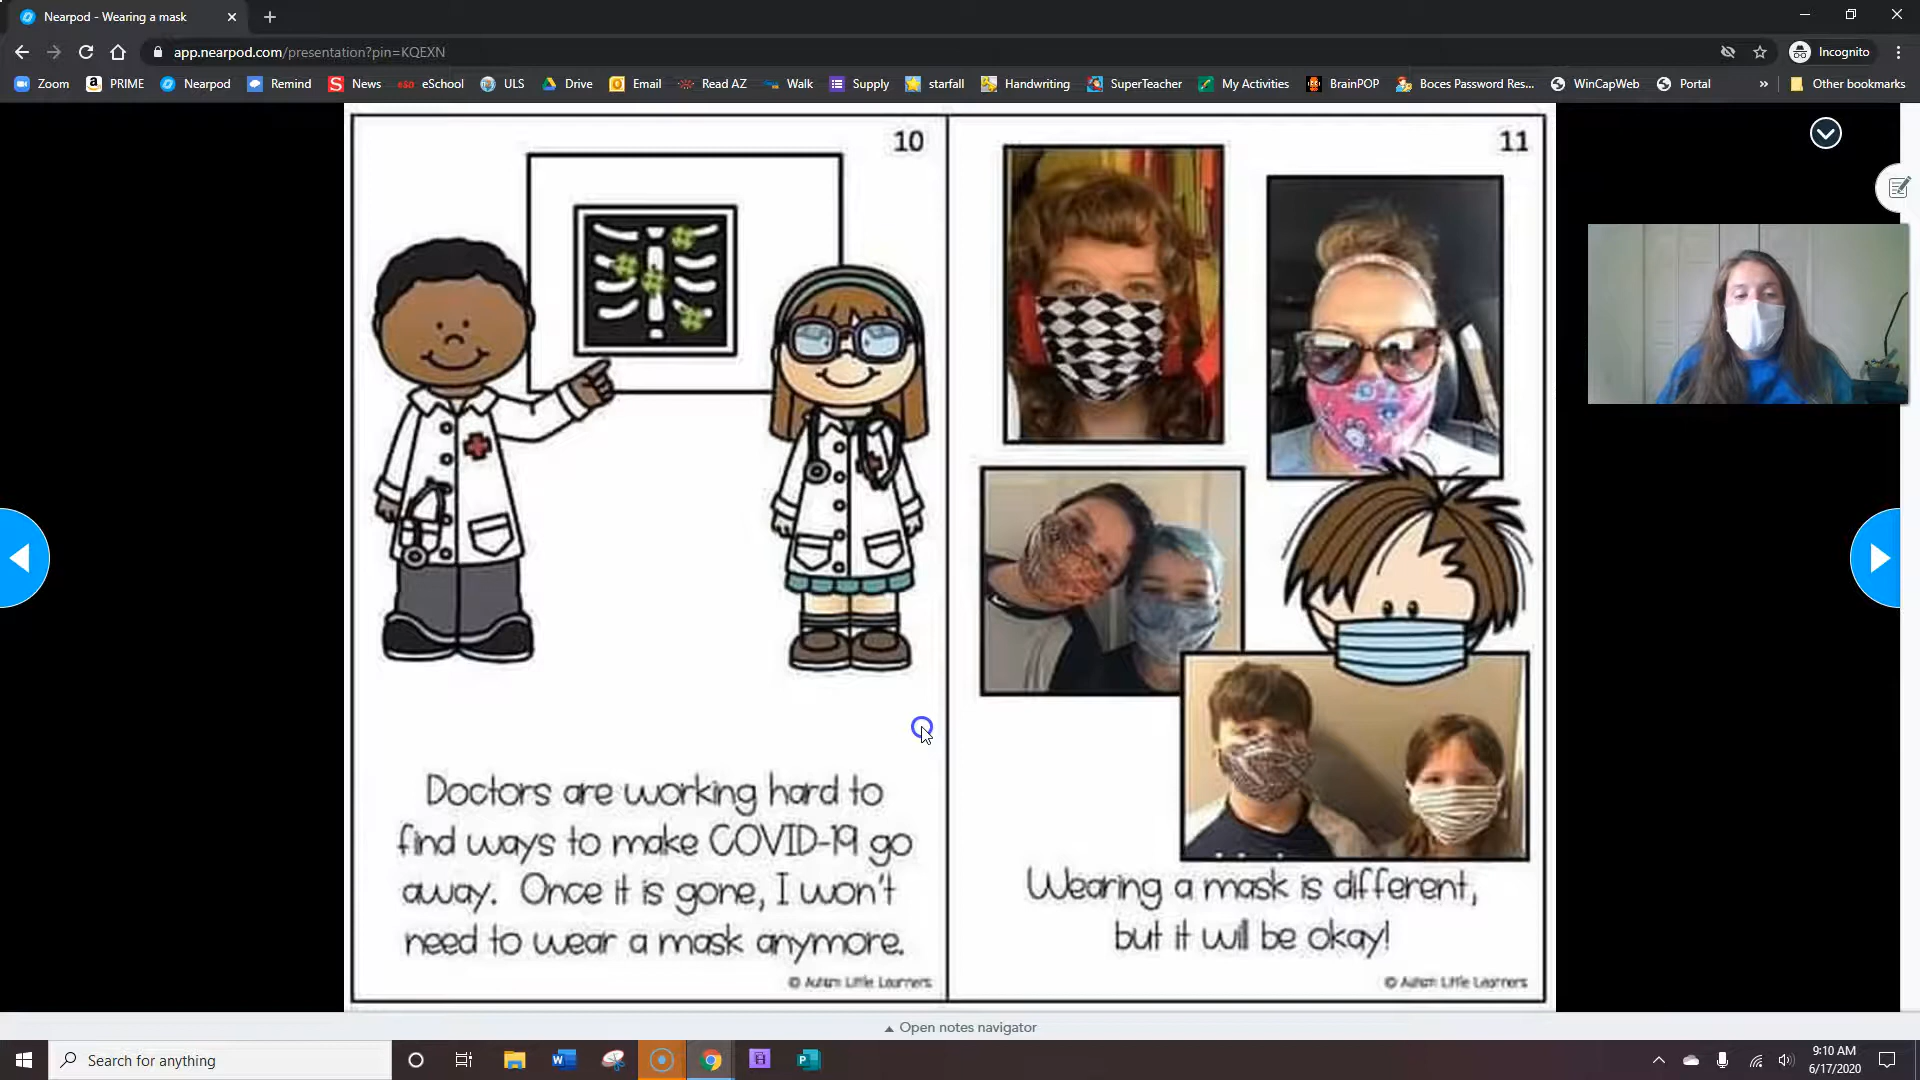 Nearpod - Wearing a mask
app.nearpod.com/presentation?pin=KQEXN
Incognito
Zoom PRIME Nearpod Remind News eSchool ULS Drive Email Read AZ Walk Supply starfall Handwriting SuperTeacher My Activities BrainPOP Boces Password Res... WinCapWeb Portal » Other bookmarks
10
Doctors are working hard to
find ways to make COVID-19 go
away. Once it is gone, I won't
need to wear a mask anymore.
© Autism Little Learners
11
Wearing a mask is different,
but it will be okay!
© Autism Little Learners
Open notes navigator
Search for anything
9:10 AM
6/17/2020